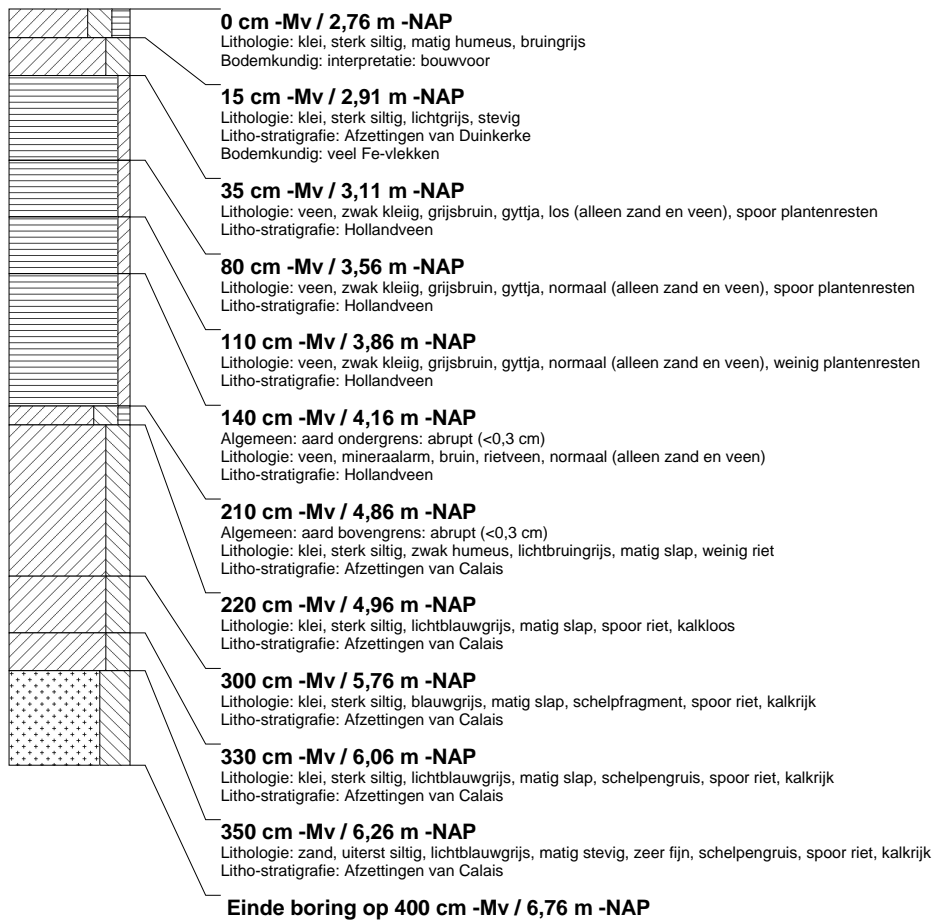 0 cm -Mv / 2,76 m -NAP
Lithologie: klei, sterk siltig, matig humeus, bruingrijs
Bodemkundig: interpretatie: bouwvoor
15 cm -Mv / 2,91 m -NAP
Lithologie: klei, sterk siltig, lichtgrijs, stevig
Litho-stratigrafie: Afzettingen van Duinkerke
Bodemkundig: veel Fe-vlekken
35 cm -Mv / 3,11 m -NAP
Lithologie: veen, zwak kleiig, grijsbruin, gyttja, los (alleen zand en veen), spoor plantenresten
Litho-stratigrafie: Hollandveen
80 cm -Mv / 3,56 m -NAP
Lithologie: veen, zwak kleiig, grijsbruin, gyttja, normaal (alleen zand en veen), spoor plantenresten
Litho-stratigrafie: Hollandveen
110 cm -Mv / 3,86 m -NAP
Lithologie: veen, zwak kleiig, grijsbruin, gyttja, normaal (alleen zand en veen), weinig plantenresten
Litho-stratigrafie: Hollandveen
140 cm -Mv / 4,16 m -NAP
Algemeen: aard ondergrens: abrupt (<0,3 cm)
Lithologie: veen, mineraalarm, bruin, rietveen, normaal (alleen zand en veen)
Litho-stratigrafie: Hollandveen
210 cm -Mv / 4,86 m -NAP
Algemeen: aard bovengrens: abrupt (<0,3 cm)
Lithologie: klei, sterk siltig, zwak humeus, lichtbruingrijs, matig slap, weinig riet
Litho-stratigrafie: Afzettingen van Calais
220 cm -Mv / 4,96 m -NAP
Lithologie: klei, sterk siltig, lichtblauwgrijs, matig slap, spoor riet, kalkloos
Litho-stratigrafie: Afzettingen van Calais
300 cm -Mv / 5,76 m -NAP
Lithologie: klei, sterk siltig, blauwgrijs, matig slap, schelpfragment, spoor riet, kalkrijk
Litho-stratigrafie: Afzettingen van Calais
330 cm -Mv / 6,06 m -NAP
Lithologie: klei, sterk siltig, lichtblauwgrijs, matig slap, schelpengruis, spoor riet, kalkrijk
Litho-stratigrafie: Afzettingen van Calais
350 cm -Mv / 6,26 m -NAP
Lithologie: zand, uiterst siltig, lichtblauwgrijs, matig stevig, zeer fijn, schelpengruis, spoor riet, kalkrijk
Litho-stratigrafie: Afzettingen van Calais
Einde boring op 400 cm -Mv / 6,76 m -NAP